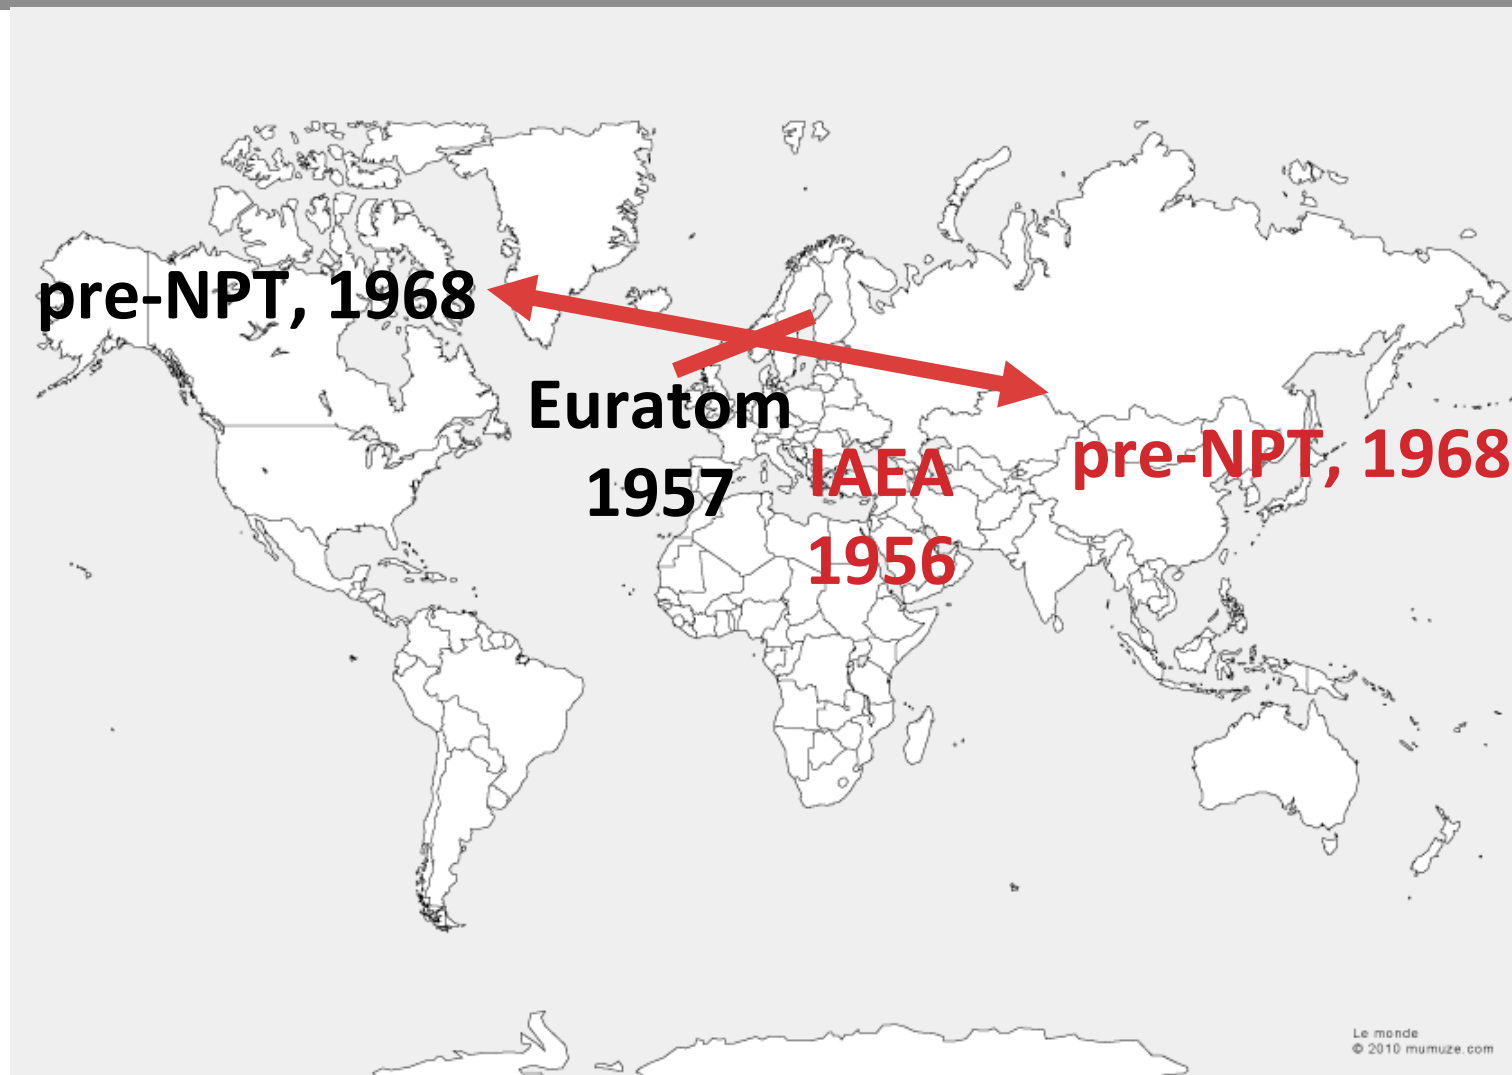 pre-NPT, 1968
Euratom
1957
IAEA
1956
pre-NPT, 1968
Le monde
© 2010 mumuze.com